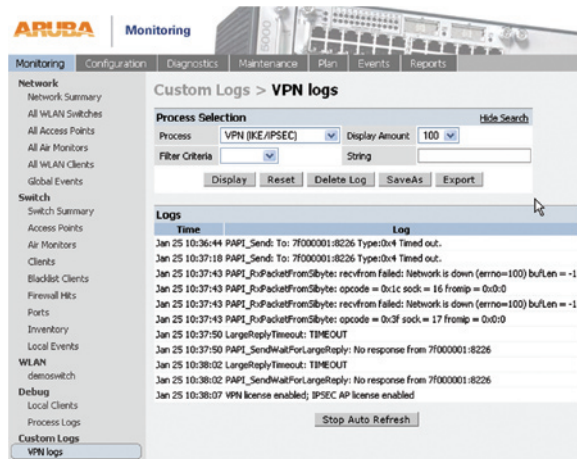 ARUBA
Monitoring
Monitoring Configuration Diagnostics Maintenance Plan Events Reports
Network
Network Summary
All WLAN Switches
All Access Points
All Air Monitors
All WLAN Clients
Global Events
Switch
Switch Summary
Access Points
Air Monitors
Clients
Blacklist Clients
Firewall Hits
Ports
Inventory
Local Events
WLAN
demoswitch
Debug
Local Clients
Process Logs
Custom Logs
VPN logs
Custom Logs > VPN logs
Process Selection Hide Search
Process VPN (IKE/IPSEC) Display Amount 100
Filter Criteria String
Display Reset Delete Log SaveAs Export
Logs
Time Log
Jan 25 10:36:44 PAPI_Send: To: 7f000001:8226 Type:0x4 Timed out.
Jan 25 10:37:18 PAPI_Send: To: 7f000001:8226 Type:0x4 Timed out.
Jan 25 10:37:43 PAPI_RxPacketFromSibyte: recvfrom failed: Network is down (errno=100) bufLen = -1
Jan 25 10:37:43 PAPI_RxPacketFromSibyte: opcode = 0x1c sock = 16 fromip = 0x0:0
Jan 25 10:37:43 PAPI_RxPacketFromSibyte: recvfrom failed: Network is down (errno=100) bufLen = -1
Jan 25 10:37:43 PAPI_RxPacketFromSibyte: opcode = 0x3f sock = 17 fromip = 0x0:0
Jan 25 10:37:50 LargeReplyTimeout: TIMEOUT
Jan 25 10:37:50 PAPI_SendWaitForLargeReply: No response from 7f000001:8226
Jan 25 10:38:02 LargeReplyTimeout: TIMEOUT
Jan 25 10:38:02 PAPI_SendWaitForLargeReply: No response from 7f000001:8226
Jan 25 10:38:07 VPN license enabled; IPSEC AP license enabled
Stop Auto Refresh